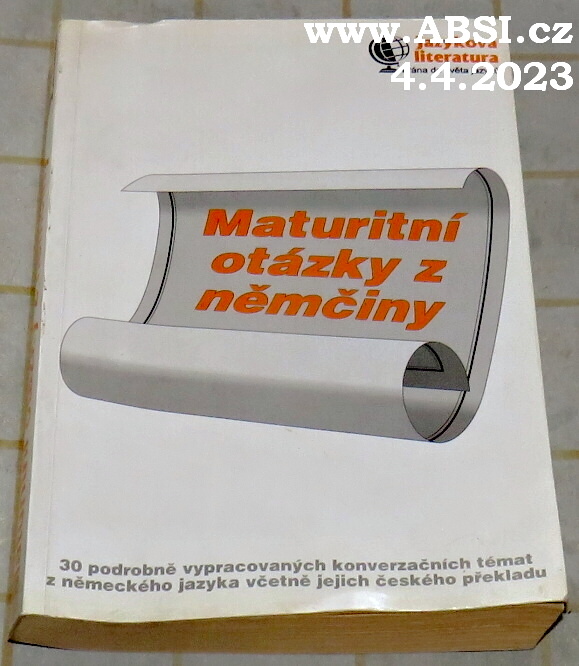 www.ABSI.cz
jazyková
literatura
4.4.2023
Maturitní
otázky z
němčiny
30 podrobně vypracovaných konverzačních témat
z německého jazyka včetně jejich českého překladu